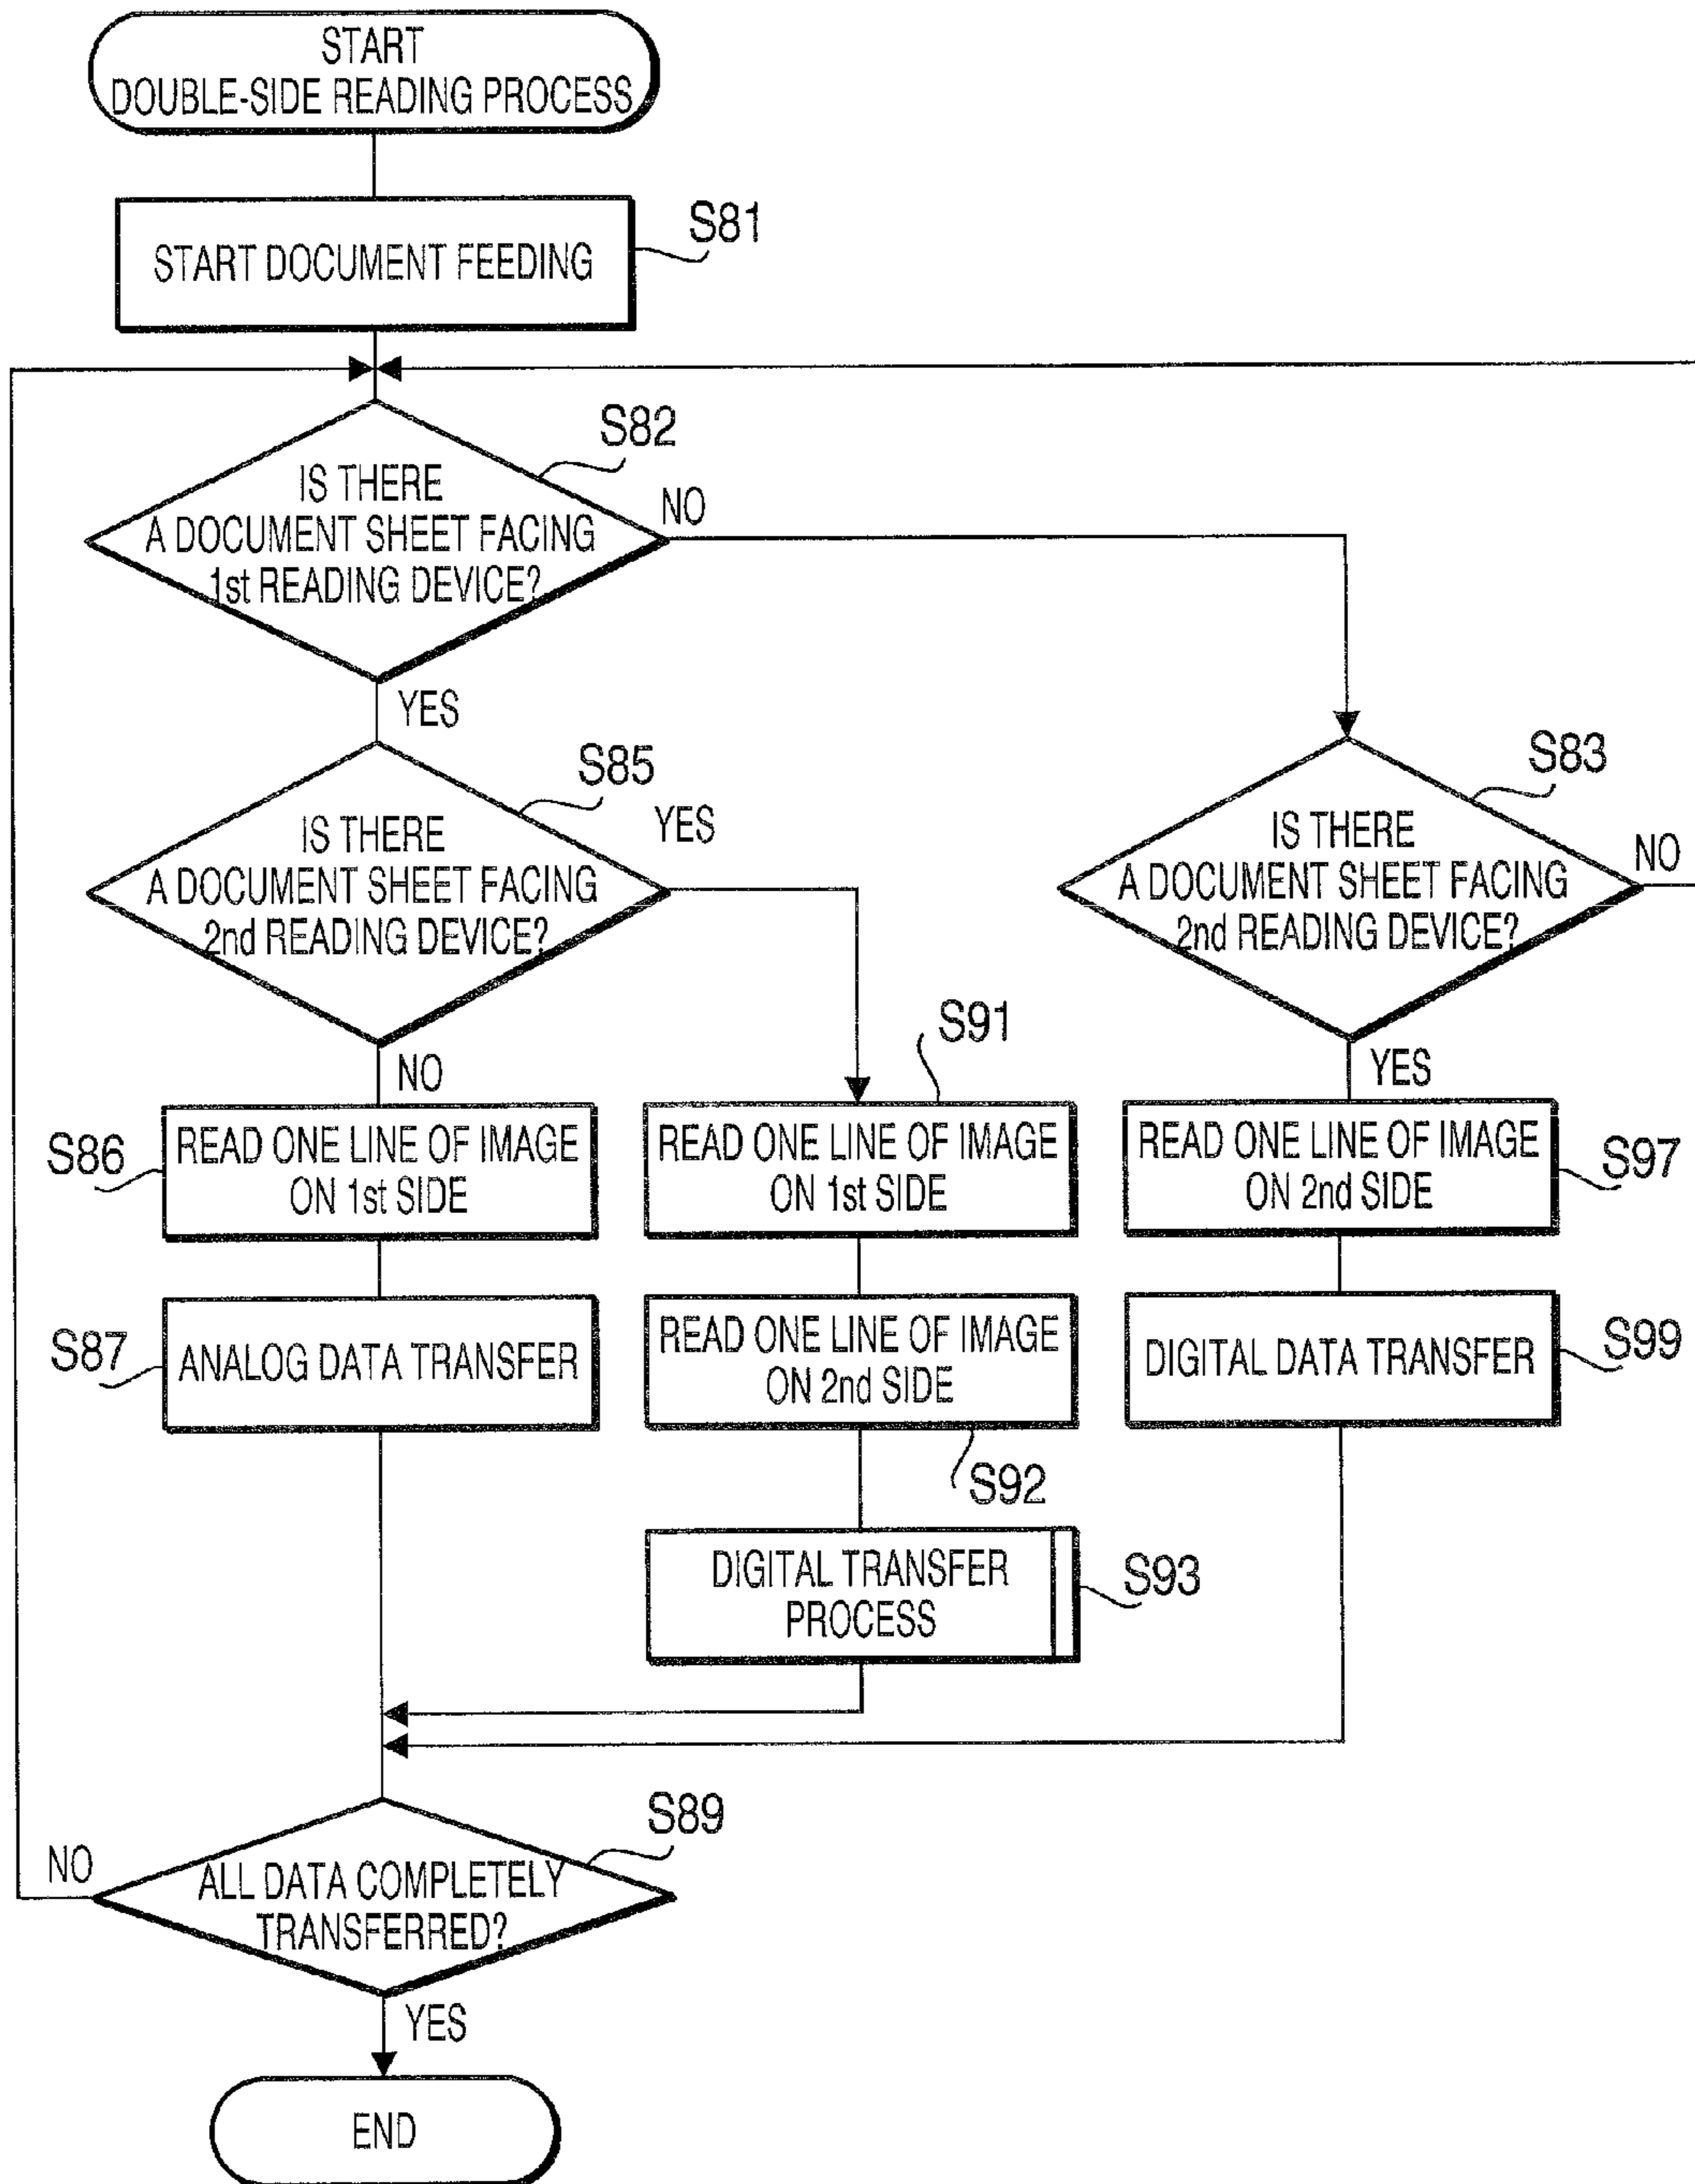 START
DOUBLE-SIDE READING PROCESS
START DOCUMENT FEEDING
S81
IS THERE
A DOCUMENT SHEET FACING
1st READING DEVICE?
S82
NO
YES
IS THERE
A DOCUMENT SHEET FACING
2nd READING DEVICE?
S85
YES
NO
IS THERE
A DOCUMENT SHEET FACING
2nd READING DEVICE?
S83
NO
YES
S86
READ ONE LINE OF IMAGE
ON 1st SIDE
S87
ANALOG DATA TRANSFER
S91
READ ONE LINE OF IMAGE
ON 1st SIDE
READ ONE LINE OF IMAGE
ON 2nd SIDE
S92
DIGITAL TRANSFER
PROCESS
S93
READ ONE LINE OF IMAGE
ON 2nd SIDE
S97
DIGITAL DATA TRANSFER
S99
ALL DATA COMPLETELY
TRANSFERRED?
S89
NO
YES
END